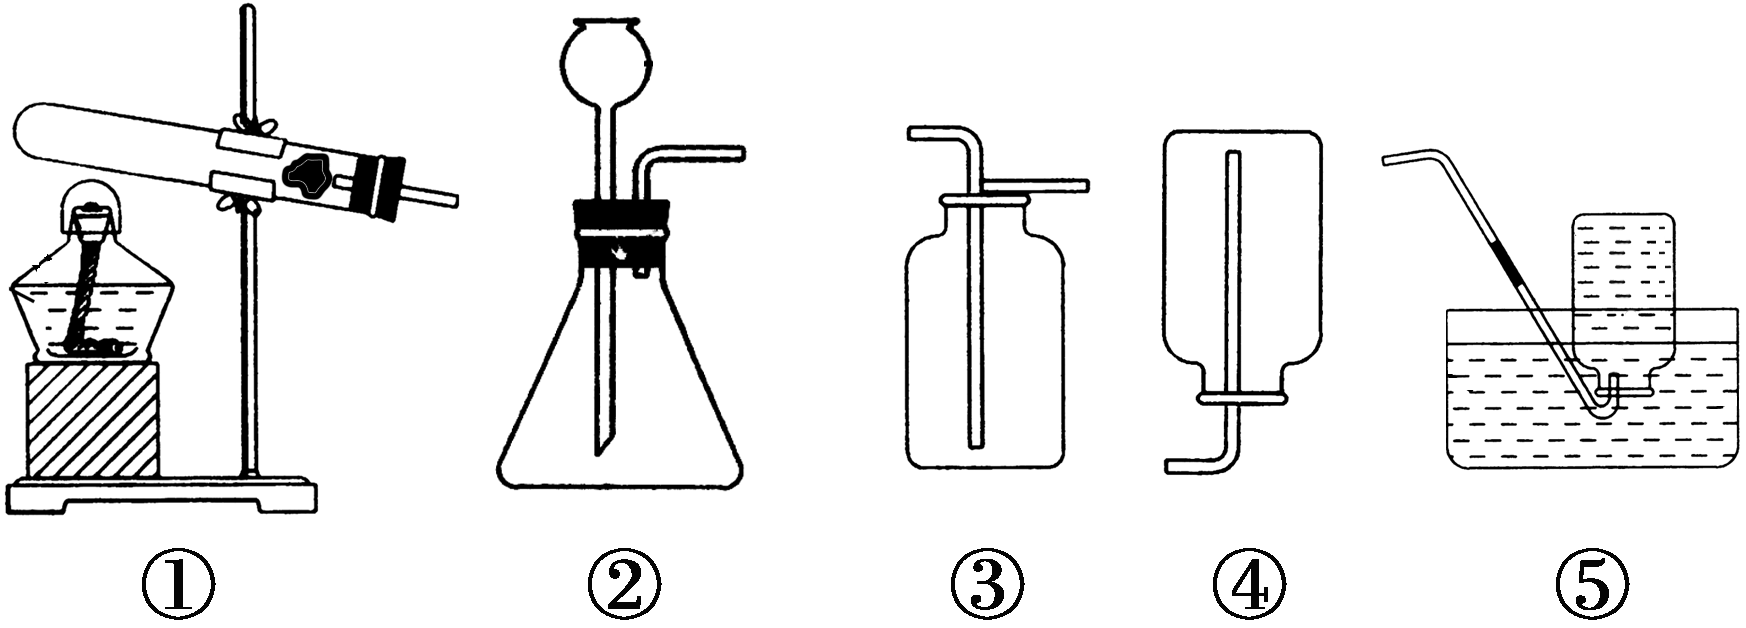 ① ② ③ ④ ⑤